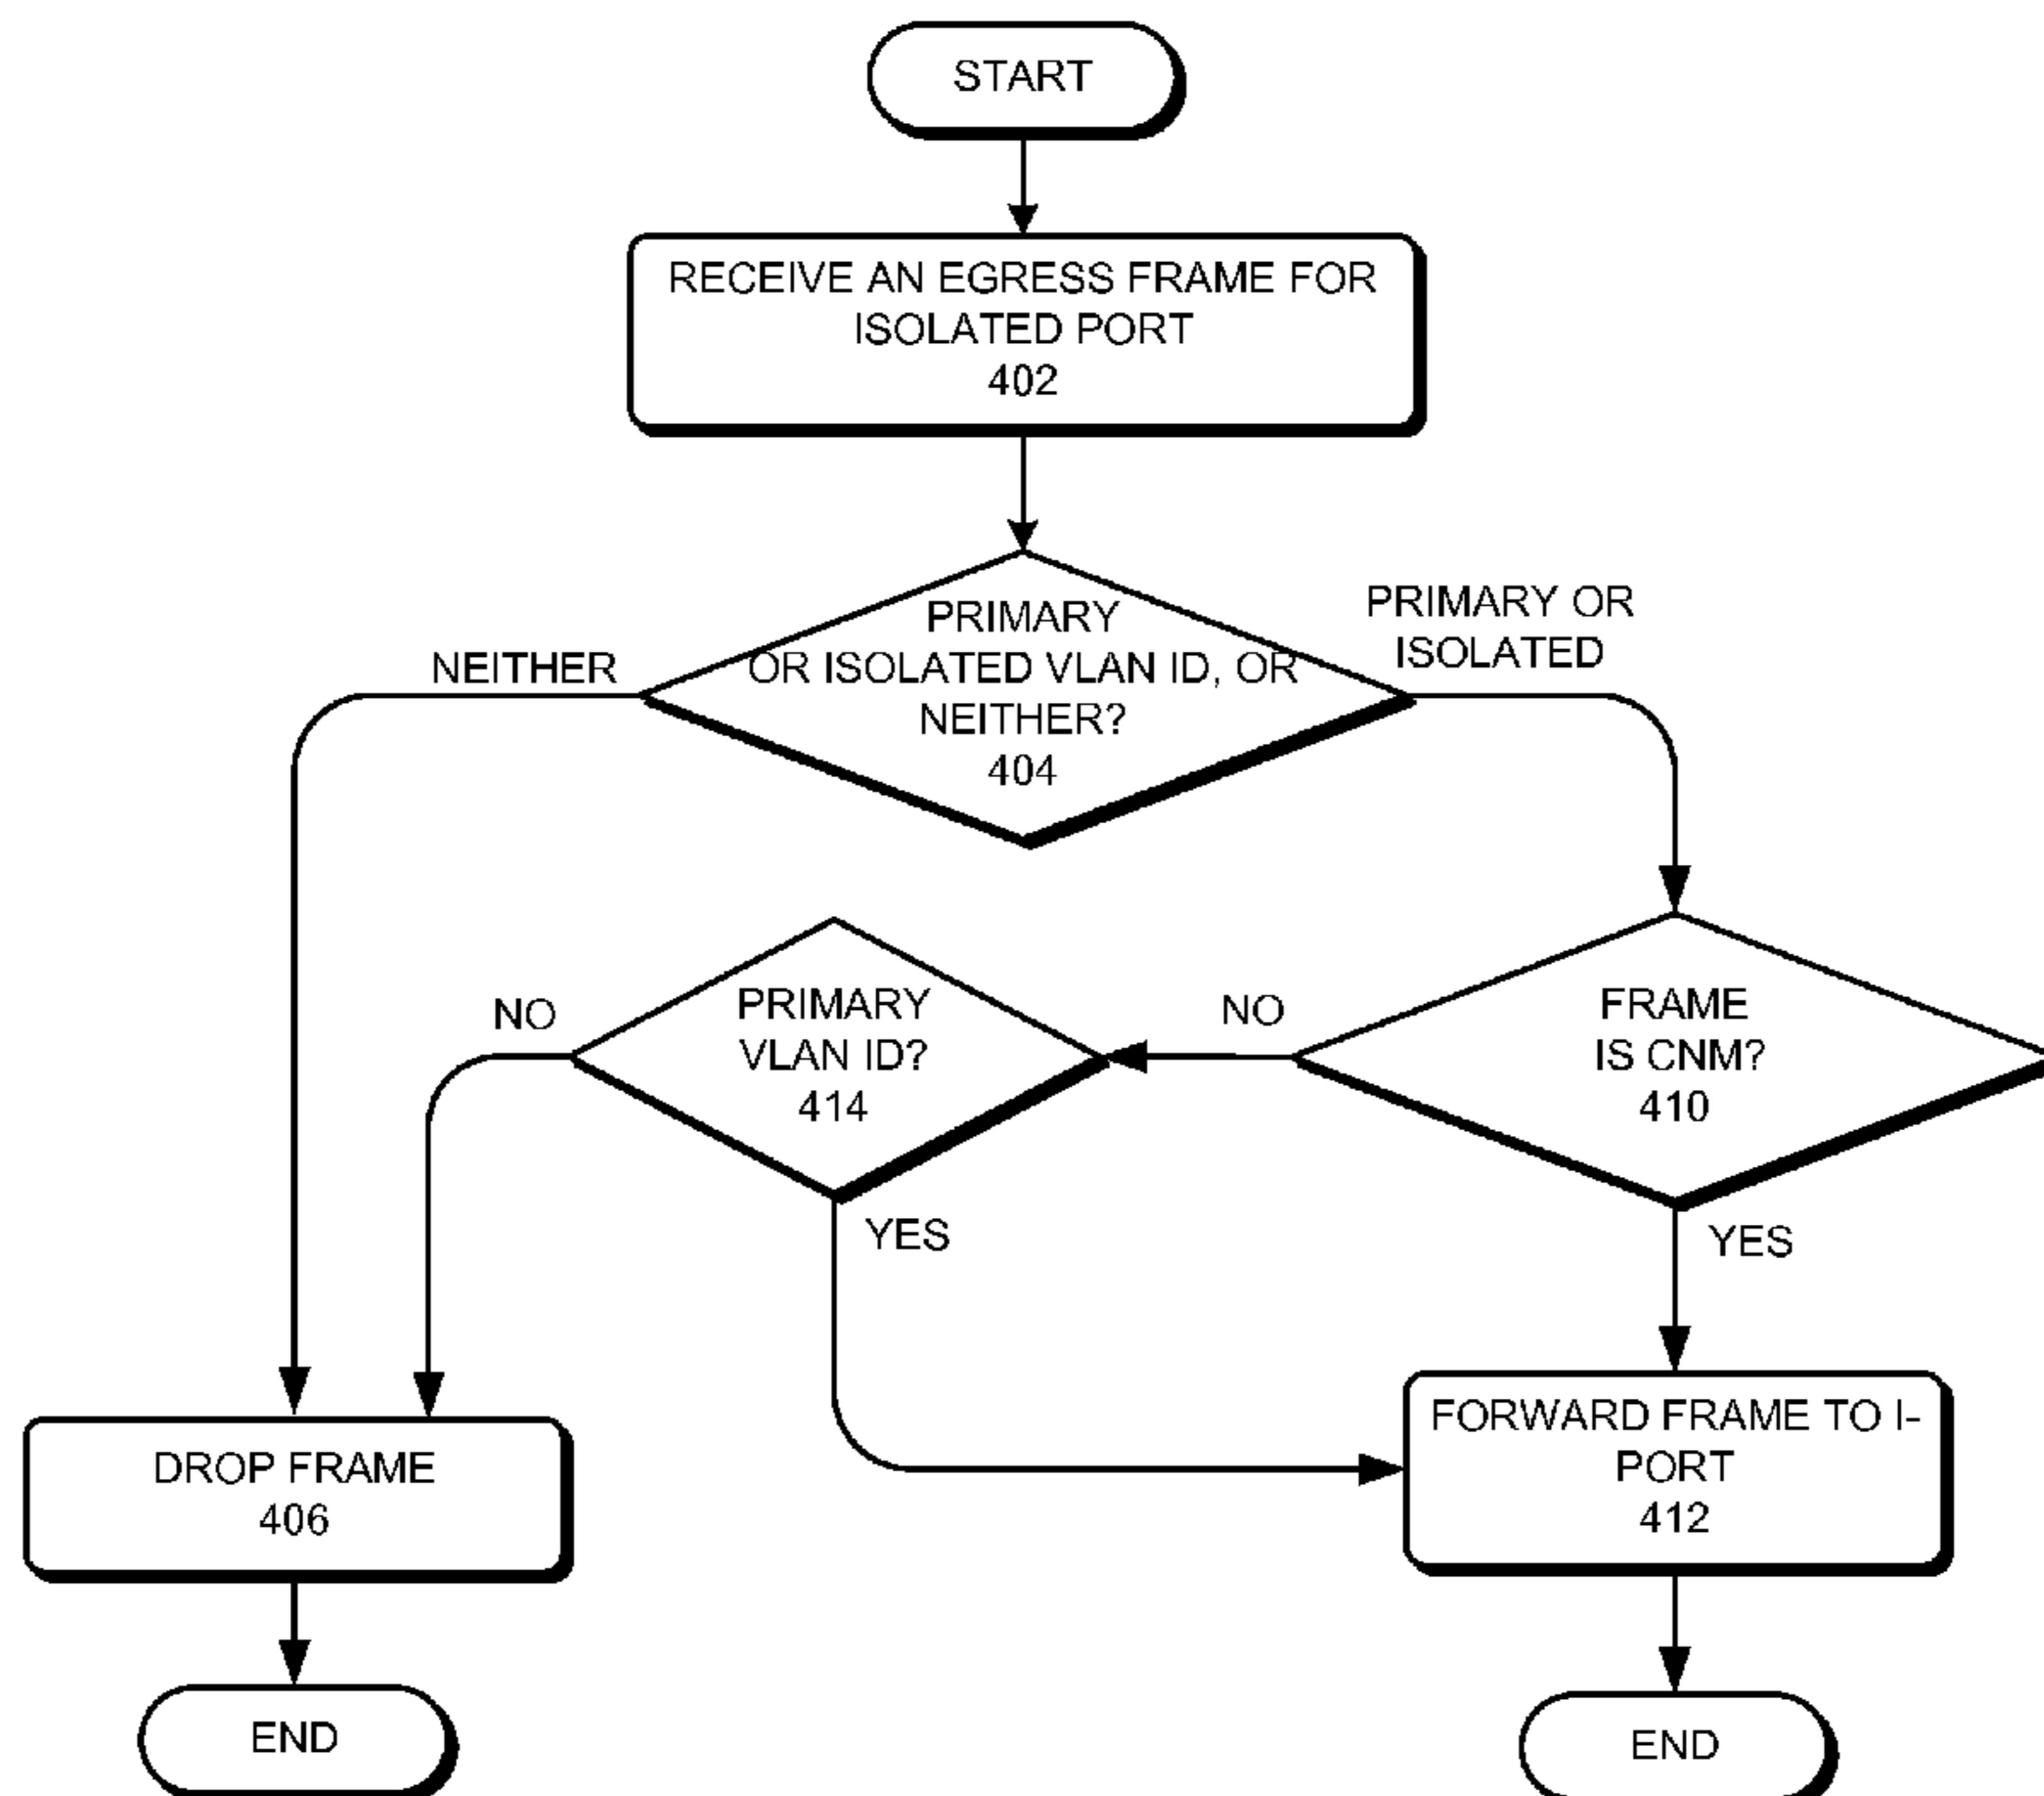 START
RECEIVE AN EGRESS FRAME FOR
ISOLATED PORT
402
PRIMARY
OR ISOLATED VLAN ID, OR
NEITHER?
404
NEITHER
PRIMARY OR
ISOLATED
FRAME
IS CNM?
410
NO
YES
PRIMARY
VLAN ID?
414
NO
YES
DROP FRAME
406
FORWARD FRAME TO I-
PORT
412
END
END